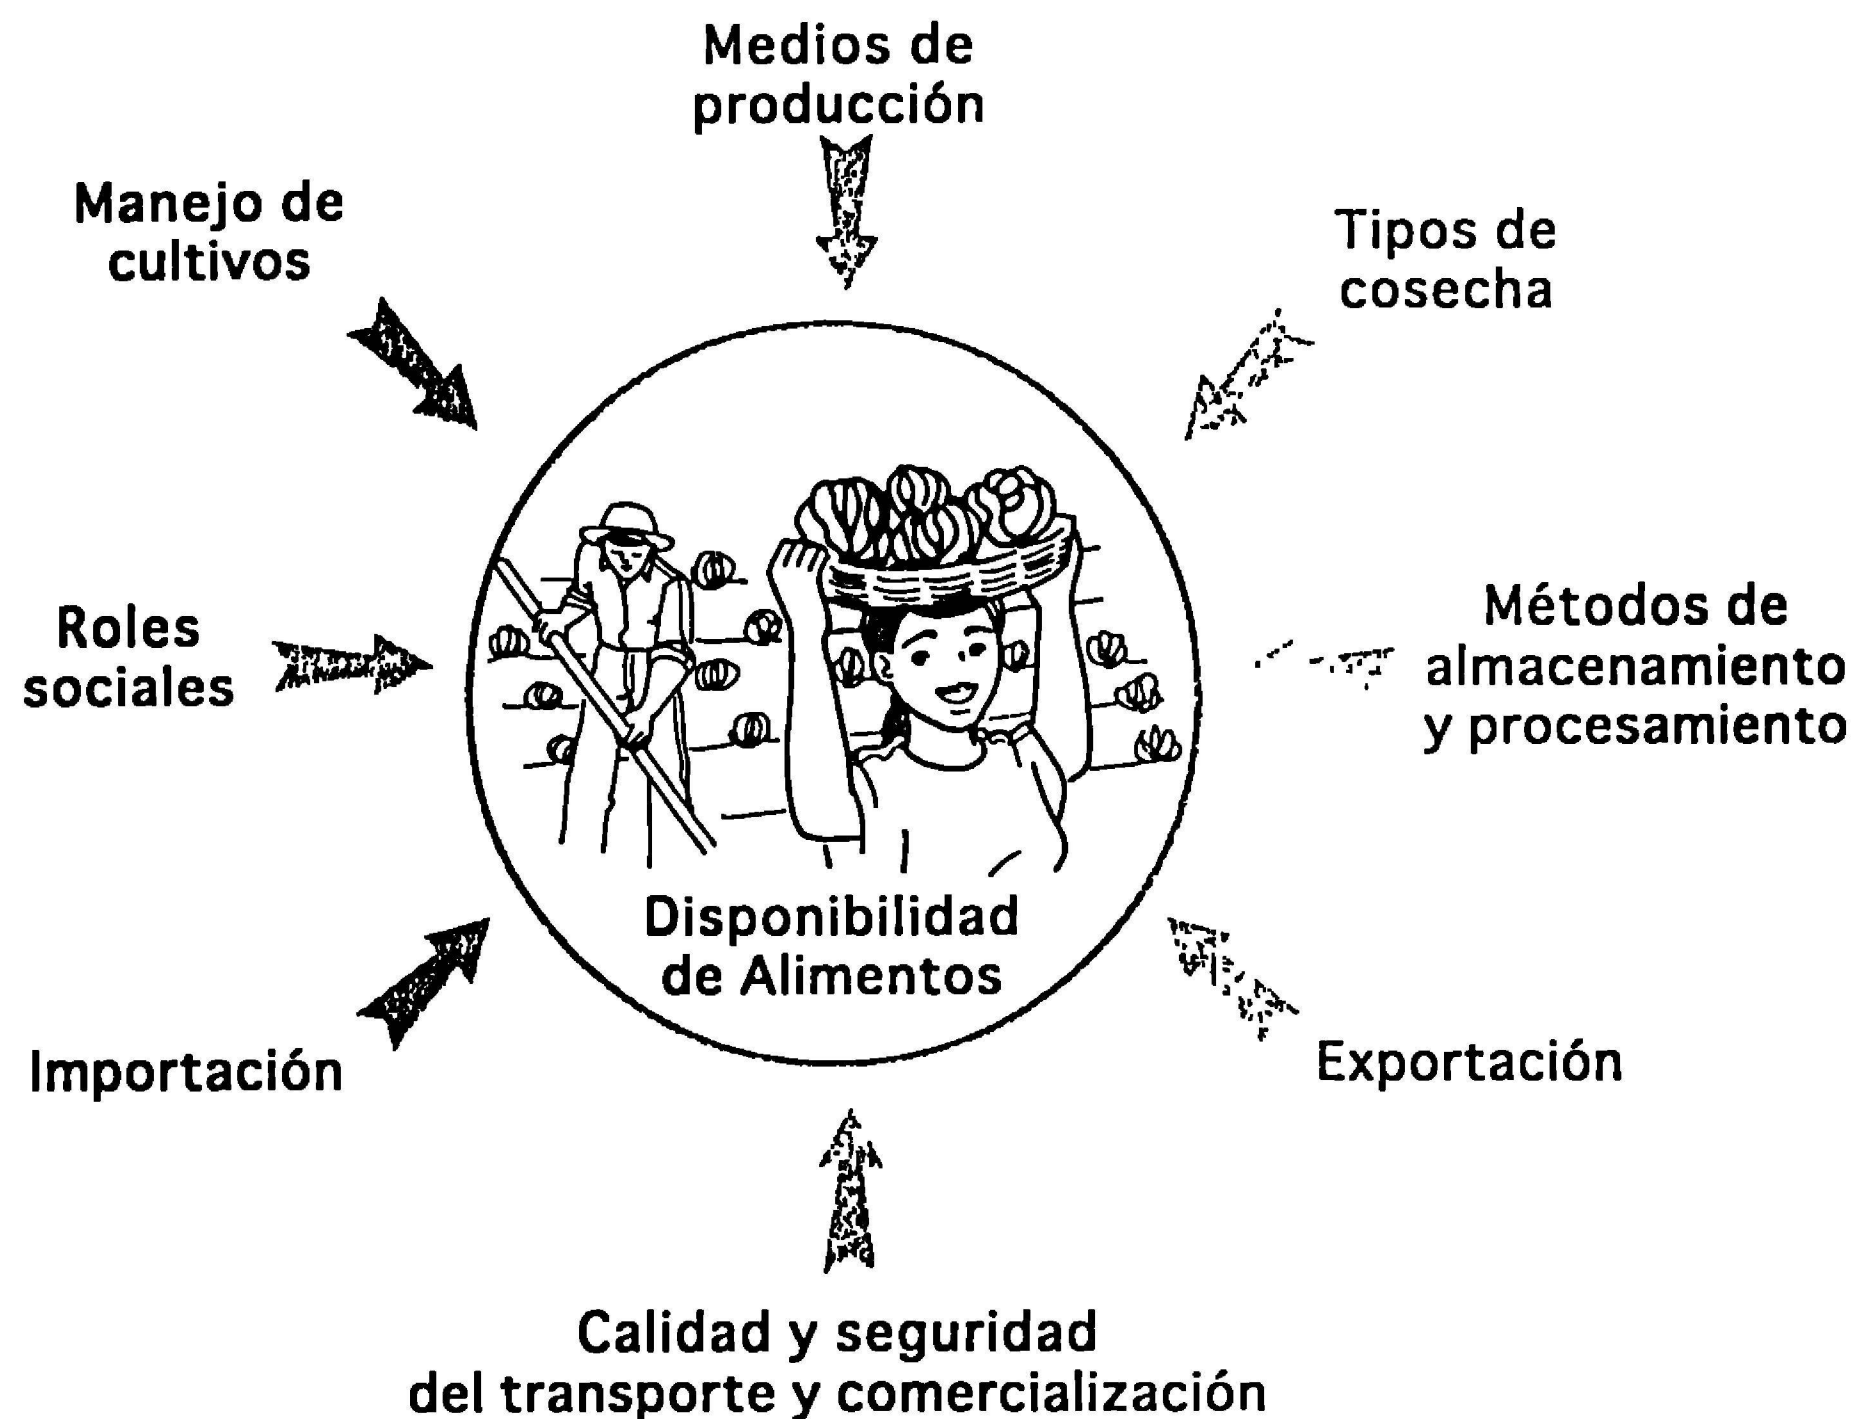 Medios de
producción
Manejo de
cultivos
Tipos de
cosecha
Roles
sociales
Métodos de
almacenamiento
y procesamiento
Disponibilidad
de Alimentos
Importación
Exportación
Calidad y seguridad
del transporte y comercialización